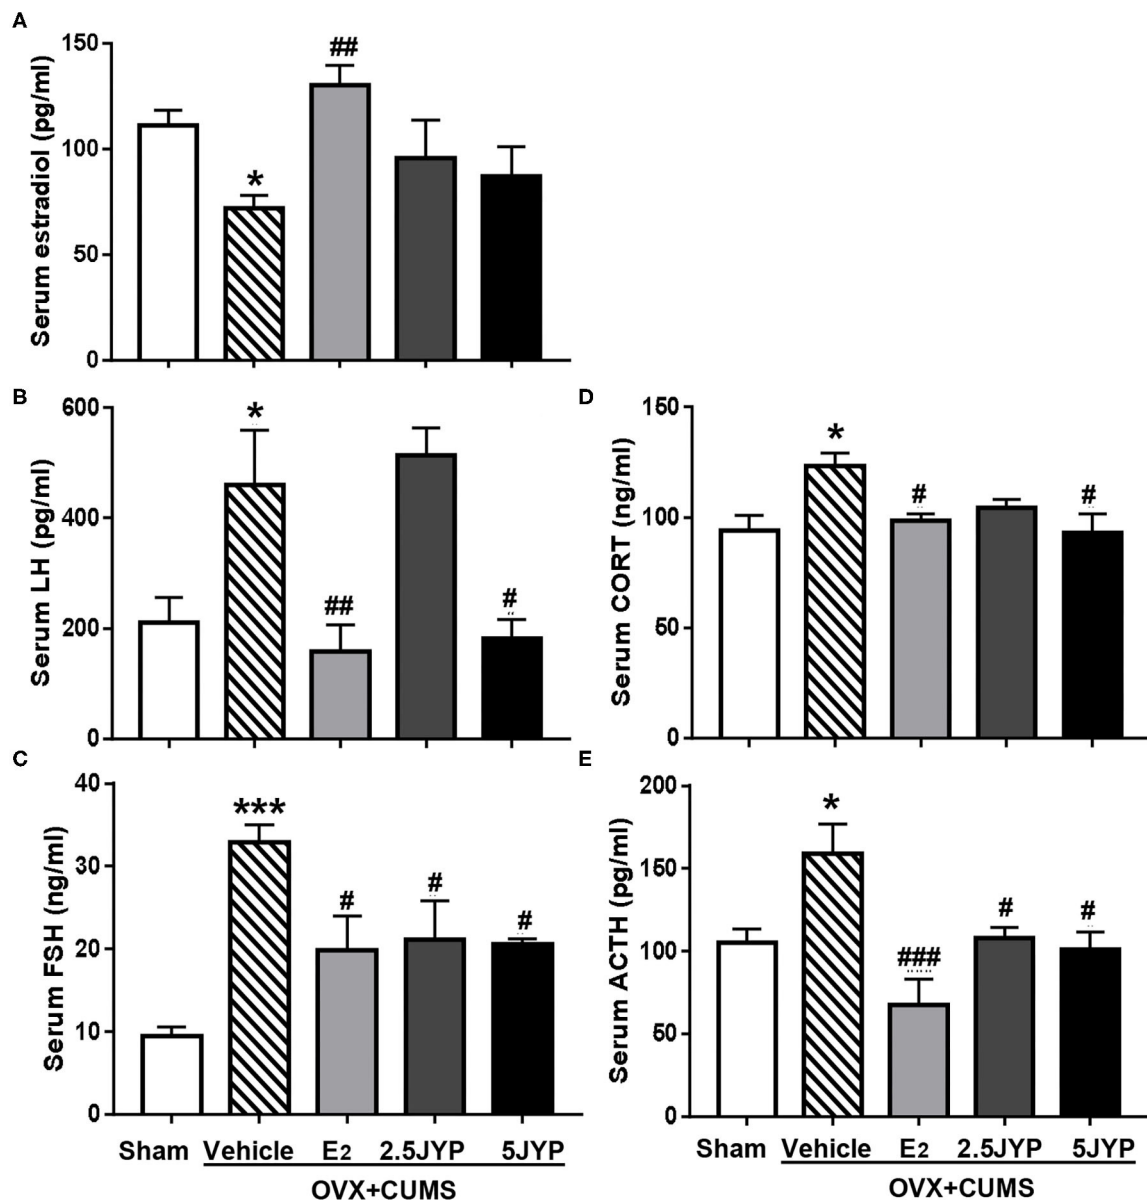 A
Serum estradiol (pg/ml)
150
100
50
0
*
##
B
Serum LH (pg/ml)
600
400
200
0
*
##
#
C
Serum FSH (ng/ml)
40
30
20
10
0
***
#
#
#
Sham Vehicle E2 2.5JYP 5JYP
OVX+CUMS
D
Serum CORT (ng/ml)
150
100
50
0
*
#
#
E
Serum ACTH (pg/ml)
200
150
100
50
0
*
###
#
#
Sham Vehicle E2 2.5JYP 5JYP
OVX+CUMS